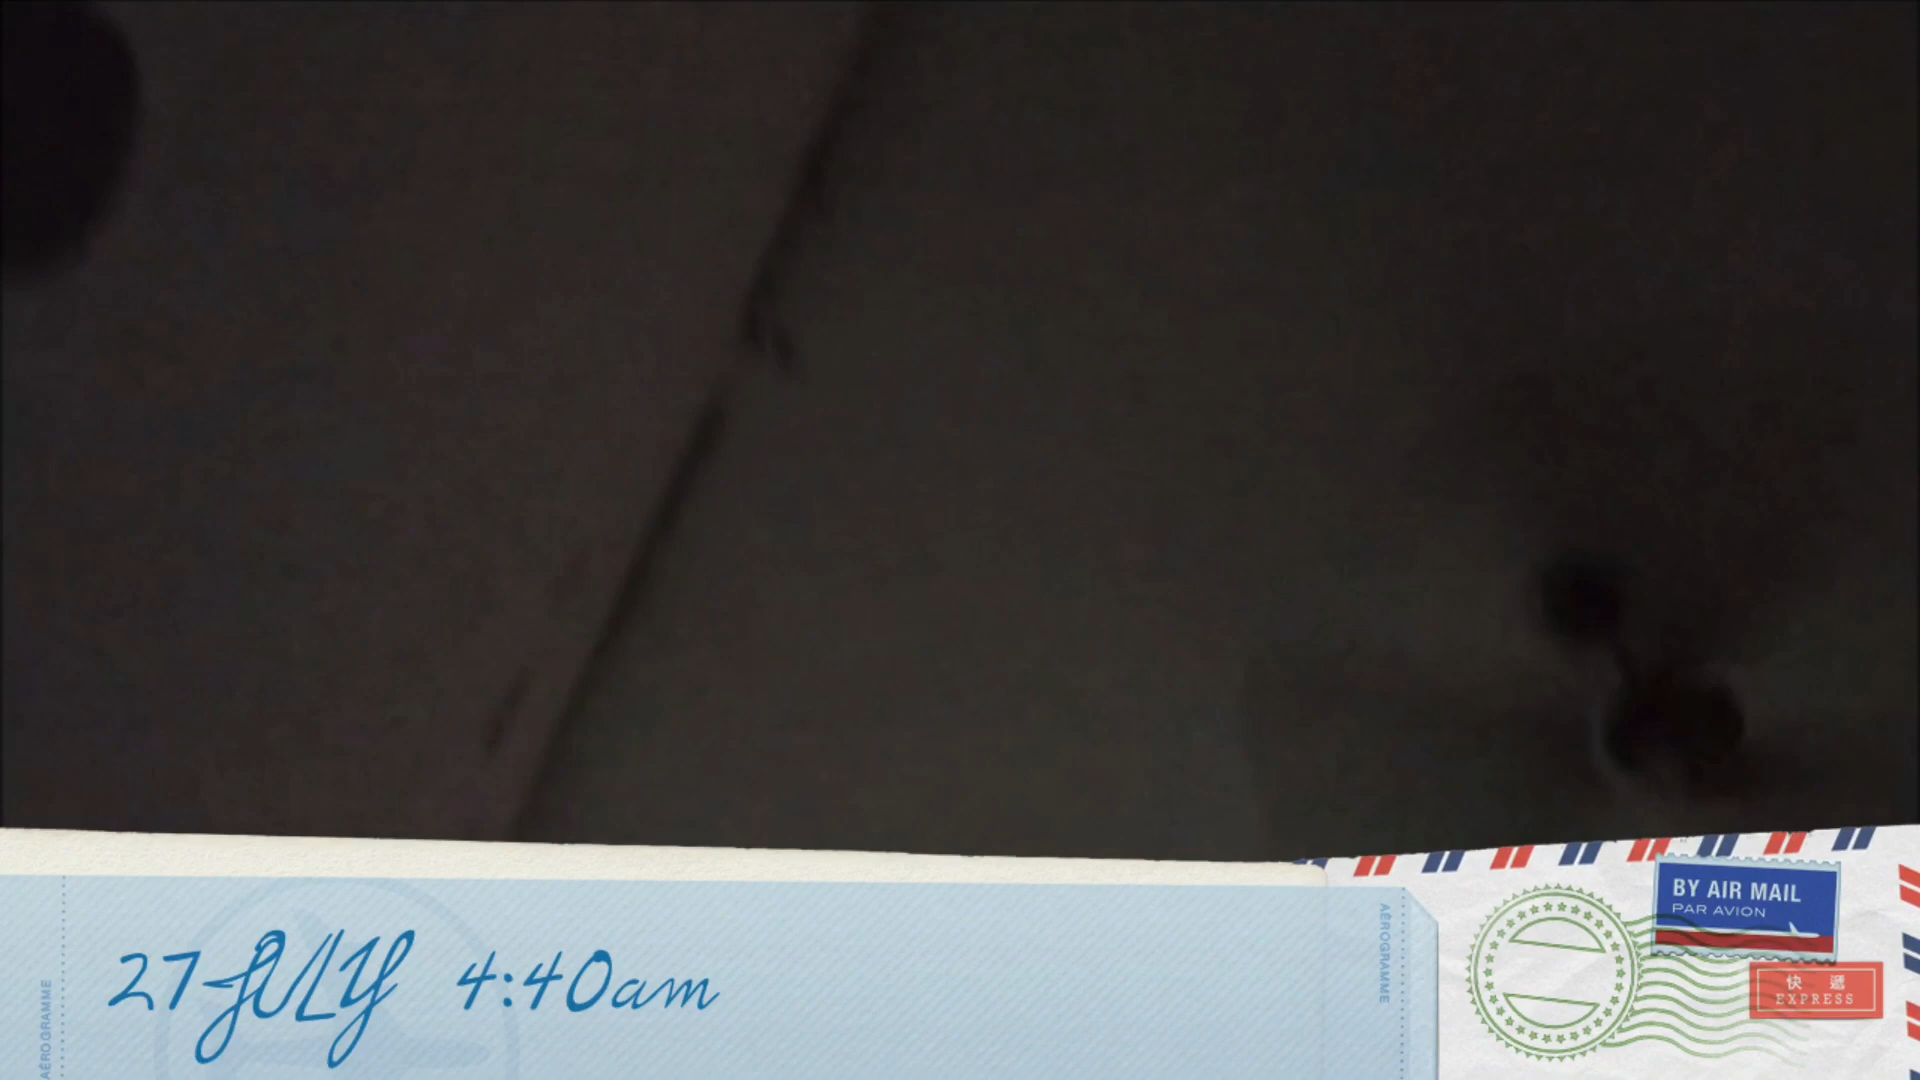 27 JULY 4:40am
AÉROGRAMME
AÉROGRAMME
BY AIR MAIL
PAR AVION
快遞
EXPRESS